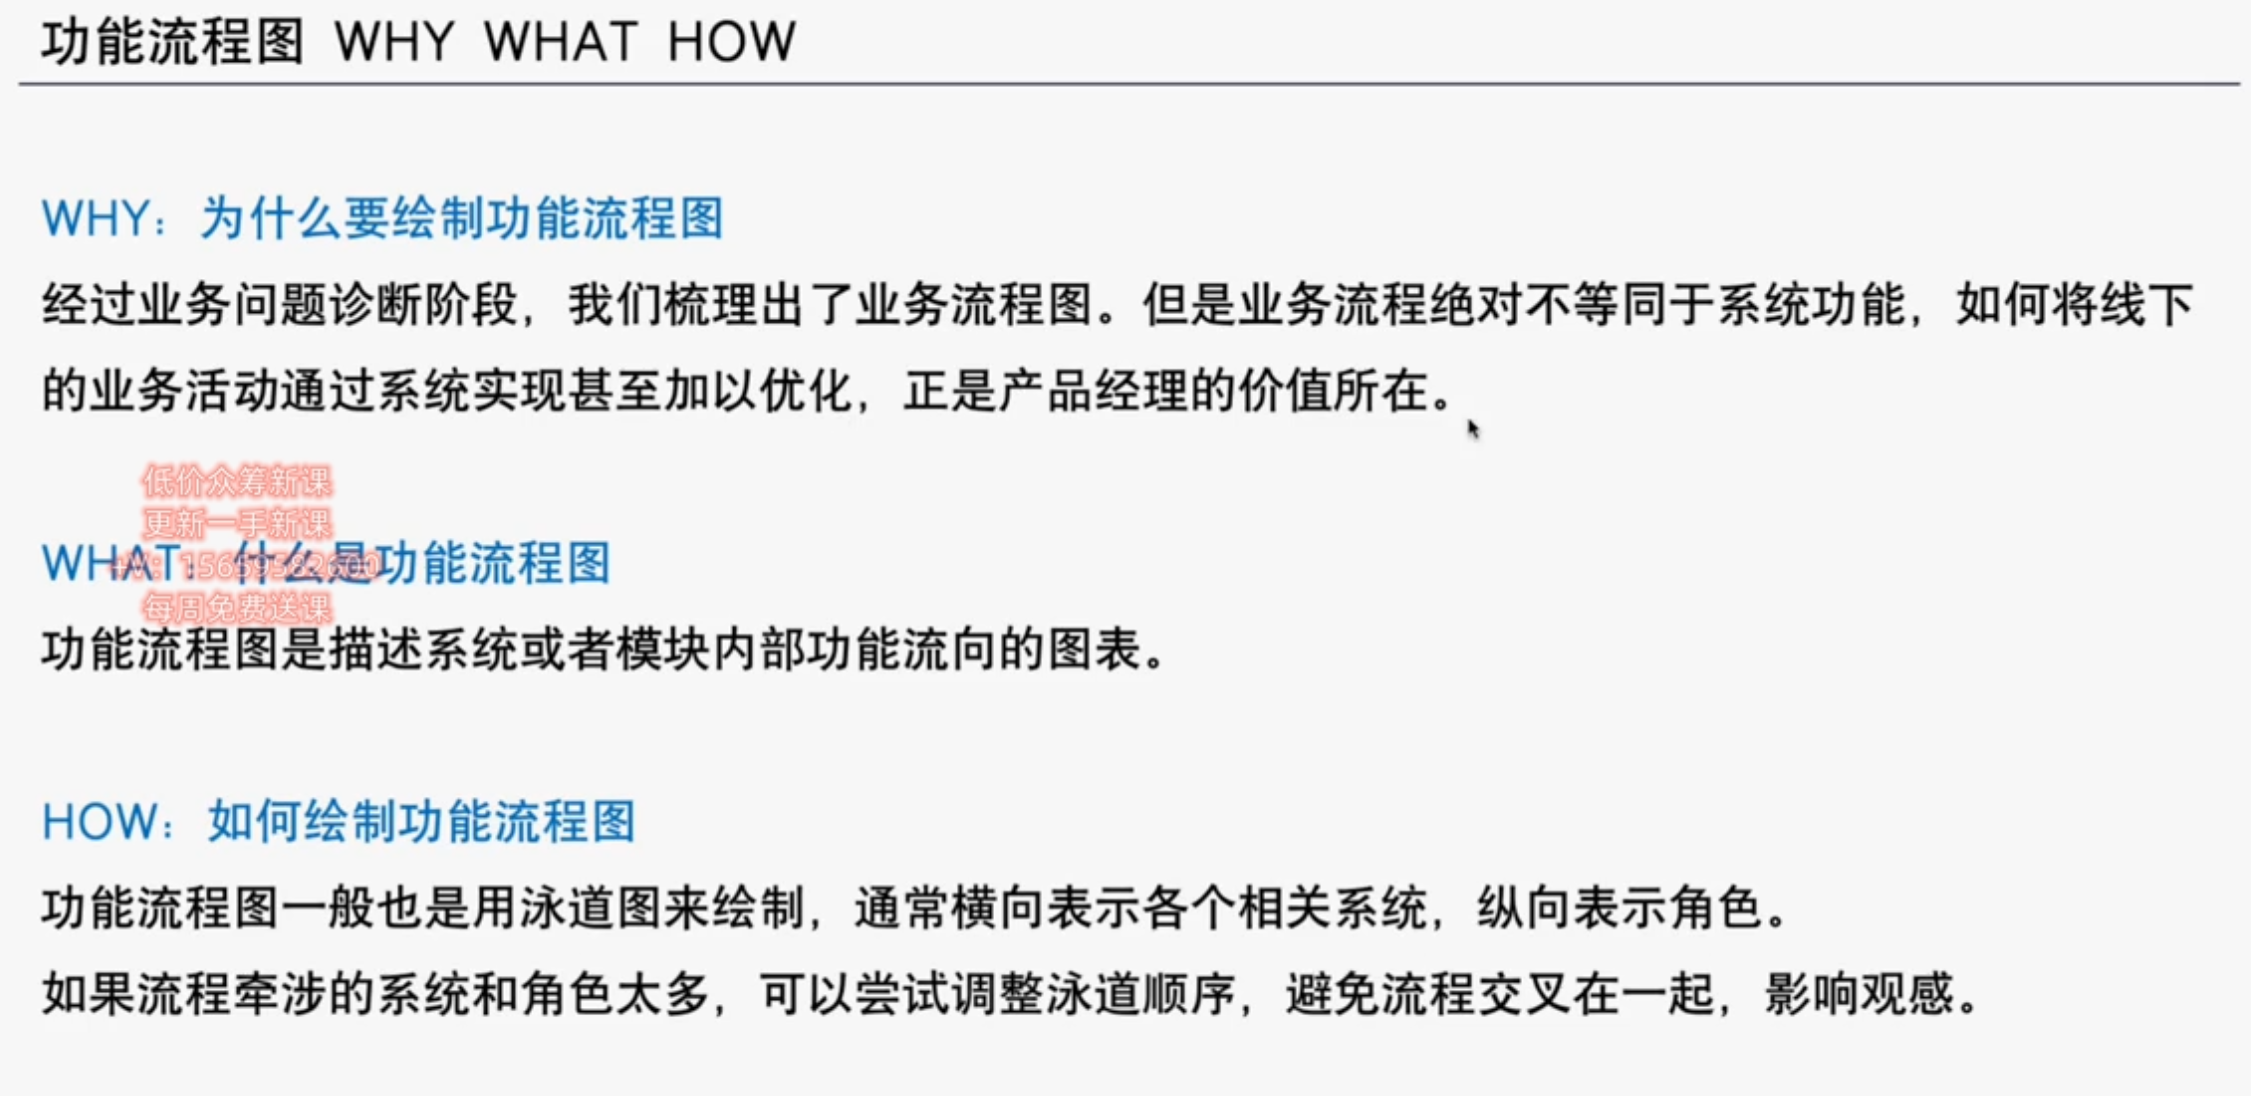 功能流程图 WHY WHAT HOW
WHY：为什么要绘制功能流程图
经过业务问题诊断阶段，我们梳理出了业务流程图。但是业务流程绝对不等同于系统功能，如何将线下
的业务活动通过系统实现甚至加以优化，正是产品经理的价值所在。
低价众筹新课
更新一手新课
WHAT：什么是功能流程图
每周免费送课
功能流程图是描述系统或者模块内部功能流向的图表。
HOW：如何绘制功能流程图
功能流程图一般也是用泳道图来绘制，通常横向表示各个相关系统，纵向表示角色。
如果流程牵涉的系统和角色太多，可以尝试调整泳道顺序，避免流程交叉在一起，影响观感。